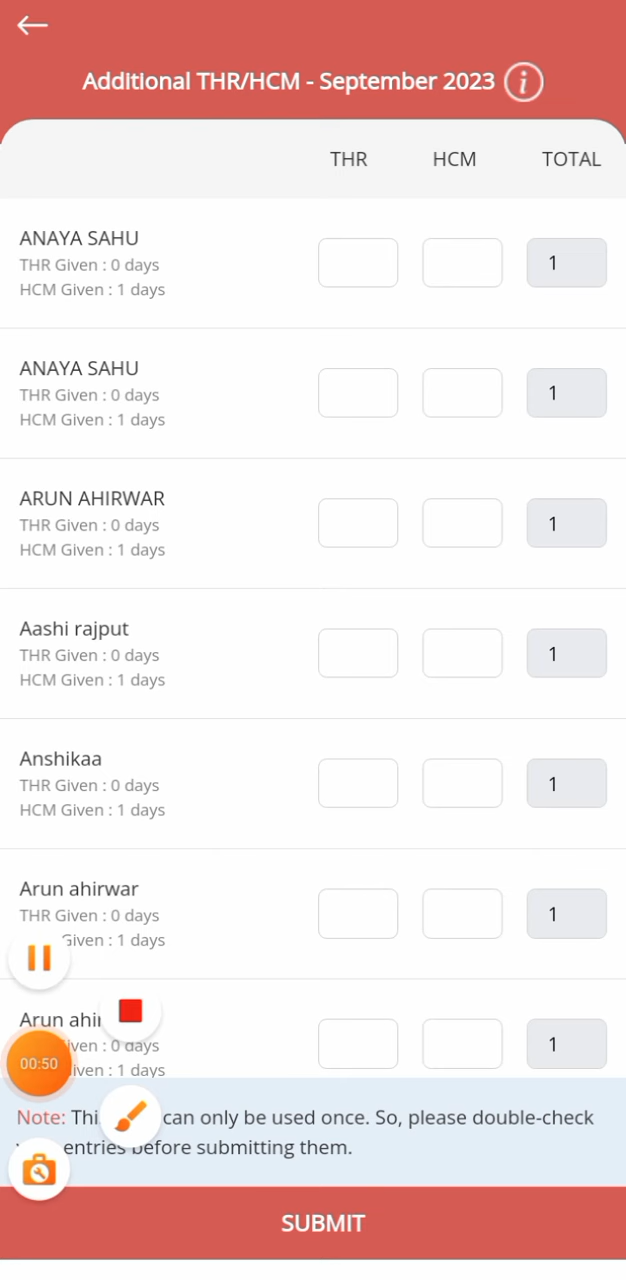 Additional THR/HCM - September 2023 i
THR HCM TOTAL
ANAYA SAHU
THR Given : 0 days
HCM Given : 1 days
1
ANAYA SAHU
THR Given : 0 days
HCM Given : 1 days
1
ARUN AHIRWAR
THR Given : 0 days
HCM Given : 1 days
1
Aashi rajput
THR Given : 0 days
HCM Given : 1 days
1
Anshikaa
THR Given : 0 days
HCM Given : 1 days
1
Arun ahirwar
THR Given : 0 days
Given : 1 days
1
Arun
: 0 days
: 1 days
1
00:50
Note: can only be used once. So, please double-check
entries before submitting them.
SUBMIT